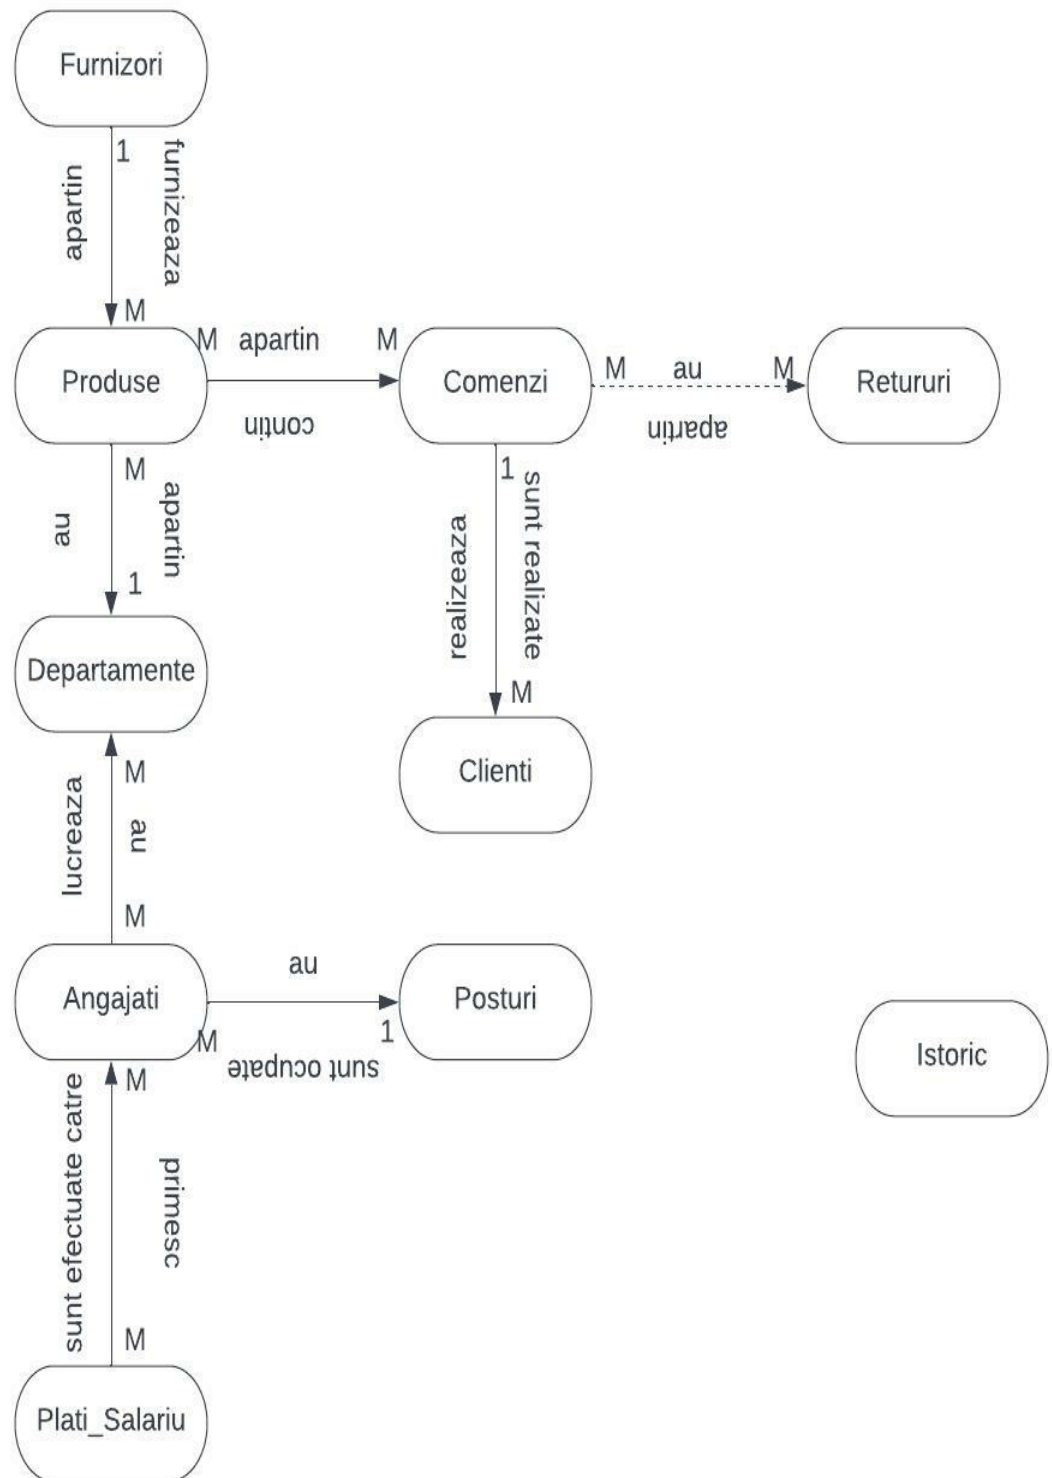 Furnizori
1
apartin
furnizeaza
M
Produse
M
apartin
M
contin
Comenzi
M
au
M
apartin
Retururi
M
au
apartin
1
1
realizeaza
sunt realizate
M
Departamente
Clienti
M
lucreaza
au
M
Angajati
au
M
1
sunt ocupate
Posturi
Istoric
M
sunt efectuate catre
primesc
M
Plati_Salariu